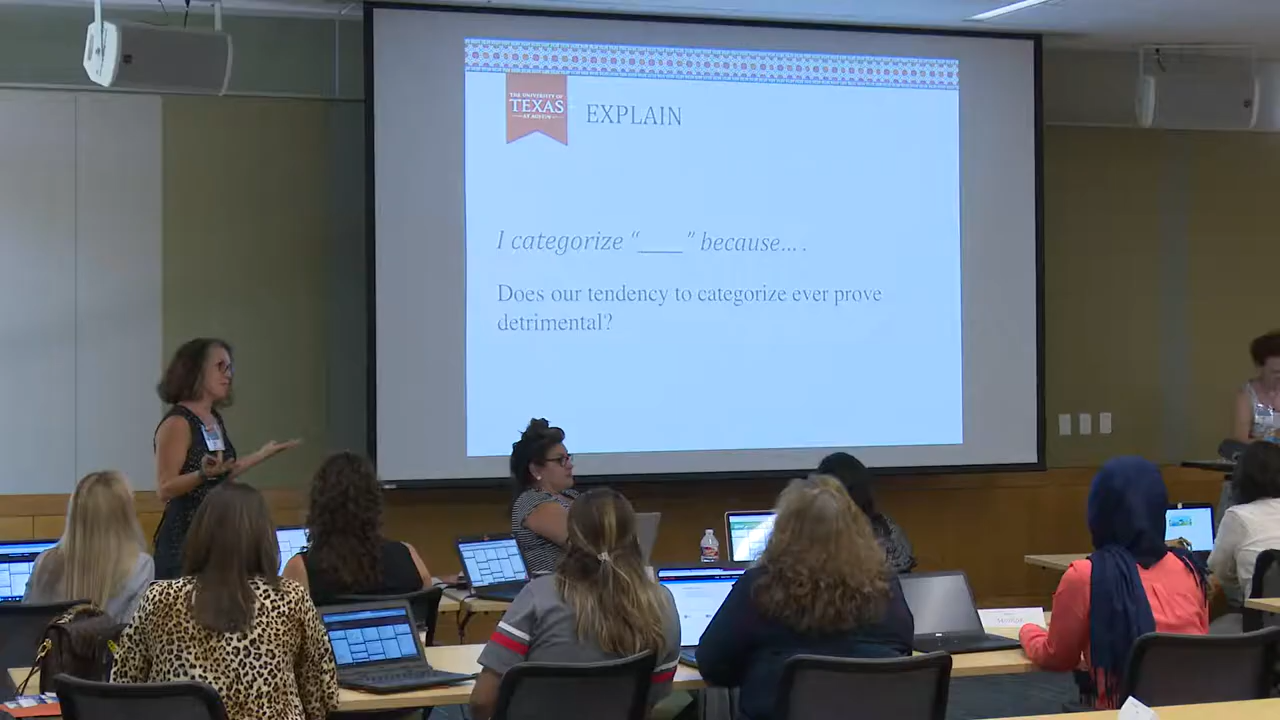 THE UNIVERSITY OF
TEXAS
AT AUSTIN
EXPLAIN
I categorize “____” because... .
Does our tendency to categorize ever prove
detrimental?